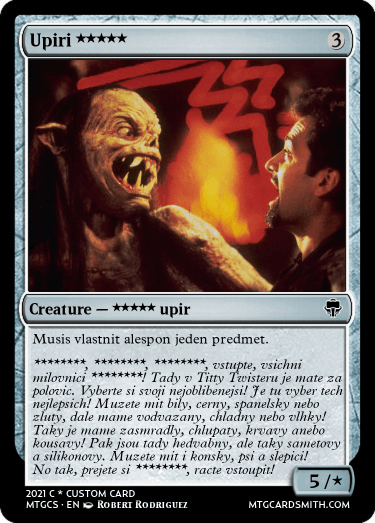 Upiri ★★★★★ 3
Creature — ★★★★★ upir
Musis vlastnit alespon jeden predmet.
********, ********, ********, vstupte, vsichni
milovnici ********! Tady v Titty Twisteru je mate za
polovic. Vyberte si svoji nejoblibenejsi! Je tu vyber tech
nejlepsich! Muzete mit bily, cerny, spanelsky nebo
zluty, dale mame vodvazany, chladny nebo vlhky!
Taky je mame zasmradly, chlupaty, krvavy anebo
kousavy! Pak jsou tady hedvabny, ale taky sametovy
a silikonovy. Muzete mit i konsky, psi a slepici!
No tak, prejete si ********, racte vstoupit!
5/★
2021 C * CUSTOM CARD
MTGCS · EN Robert Rodriguez MTGCARDSMITH.COM